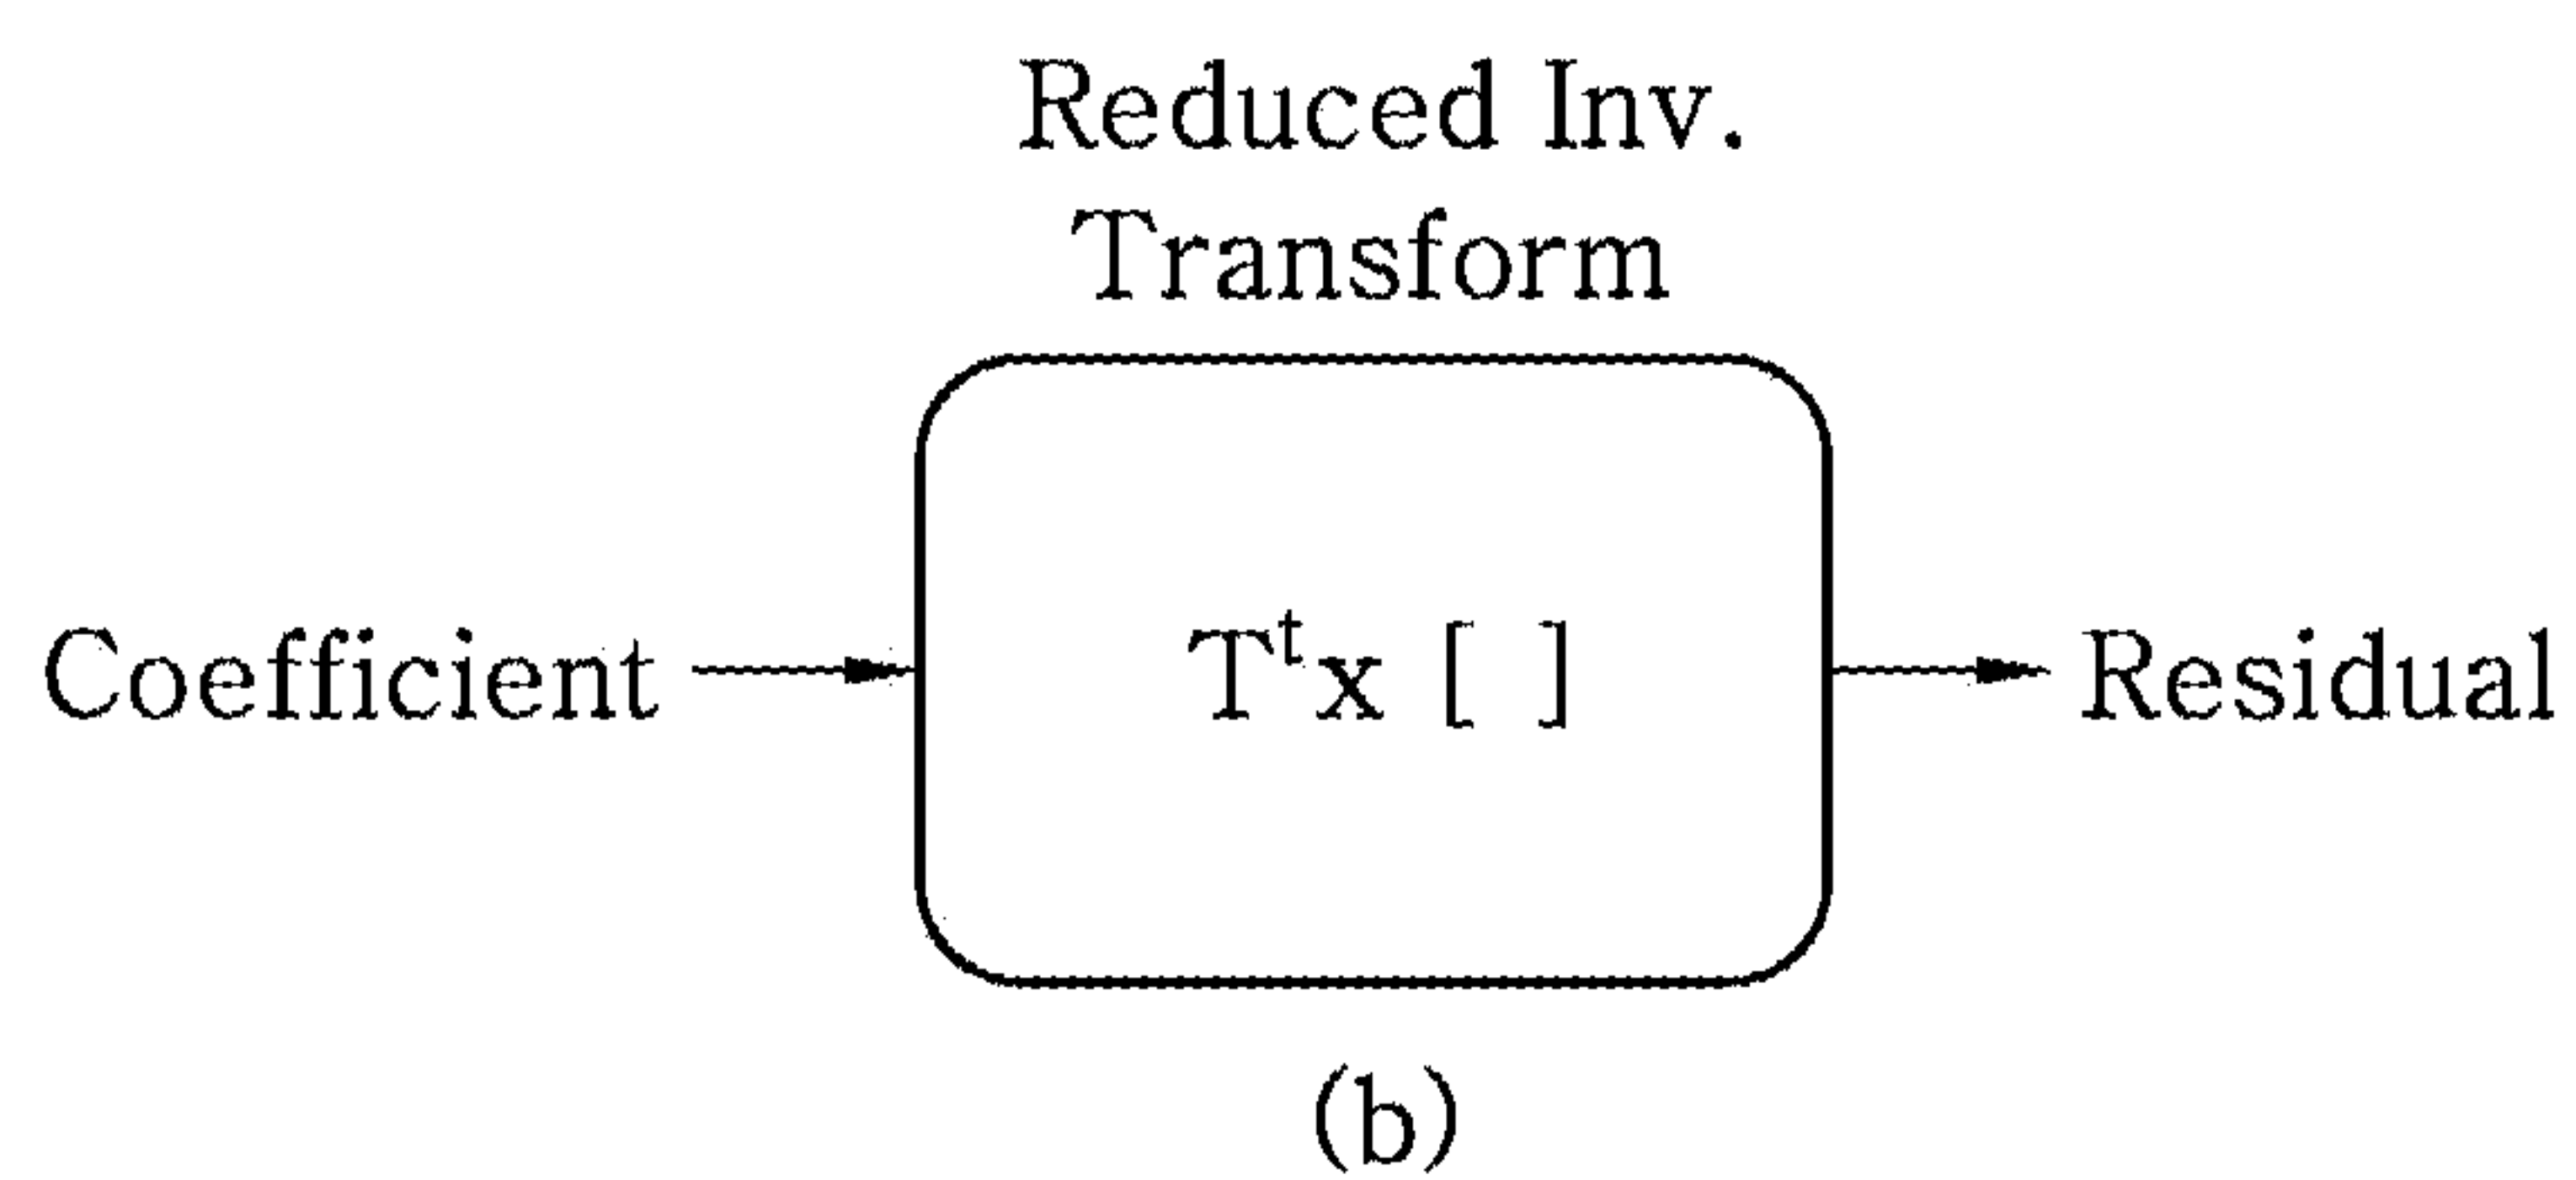 Reduced Inv.
Transform
Coefficient
Tᵗx [ ]
Residual
(b)